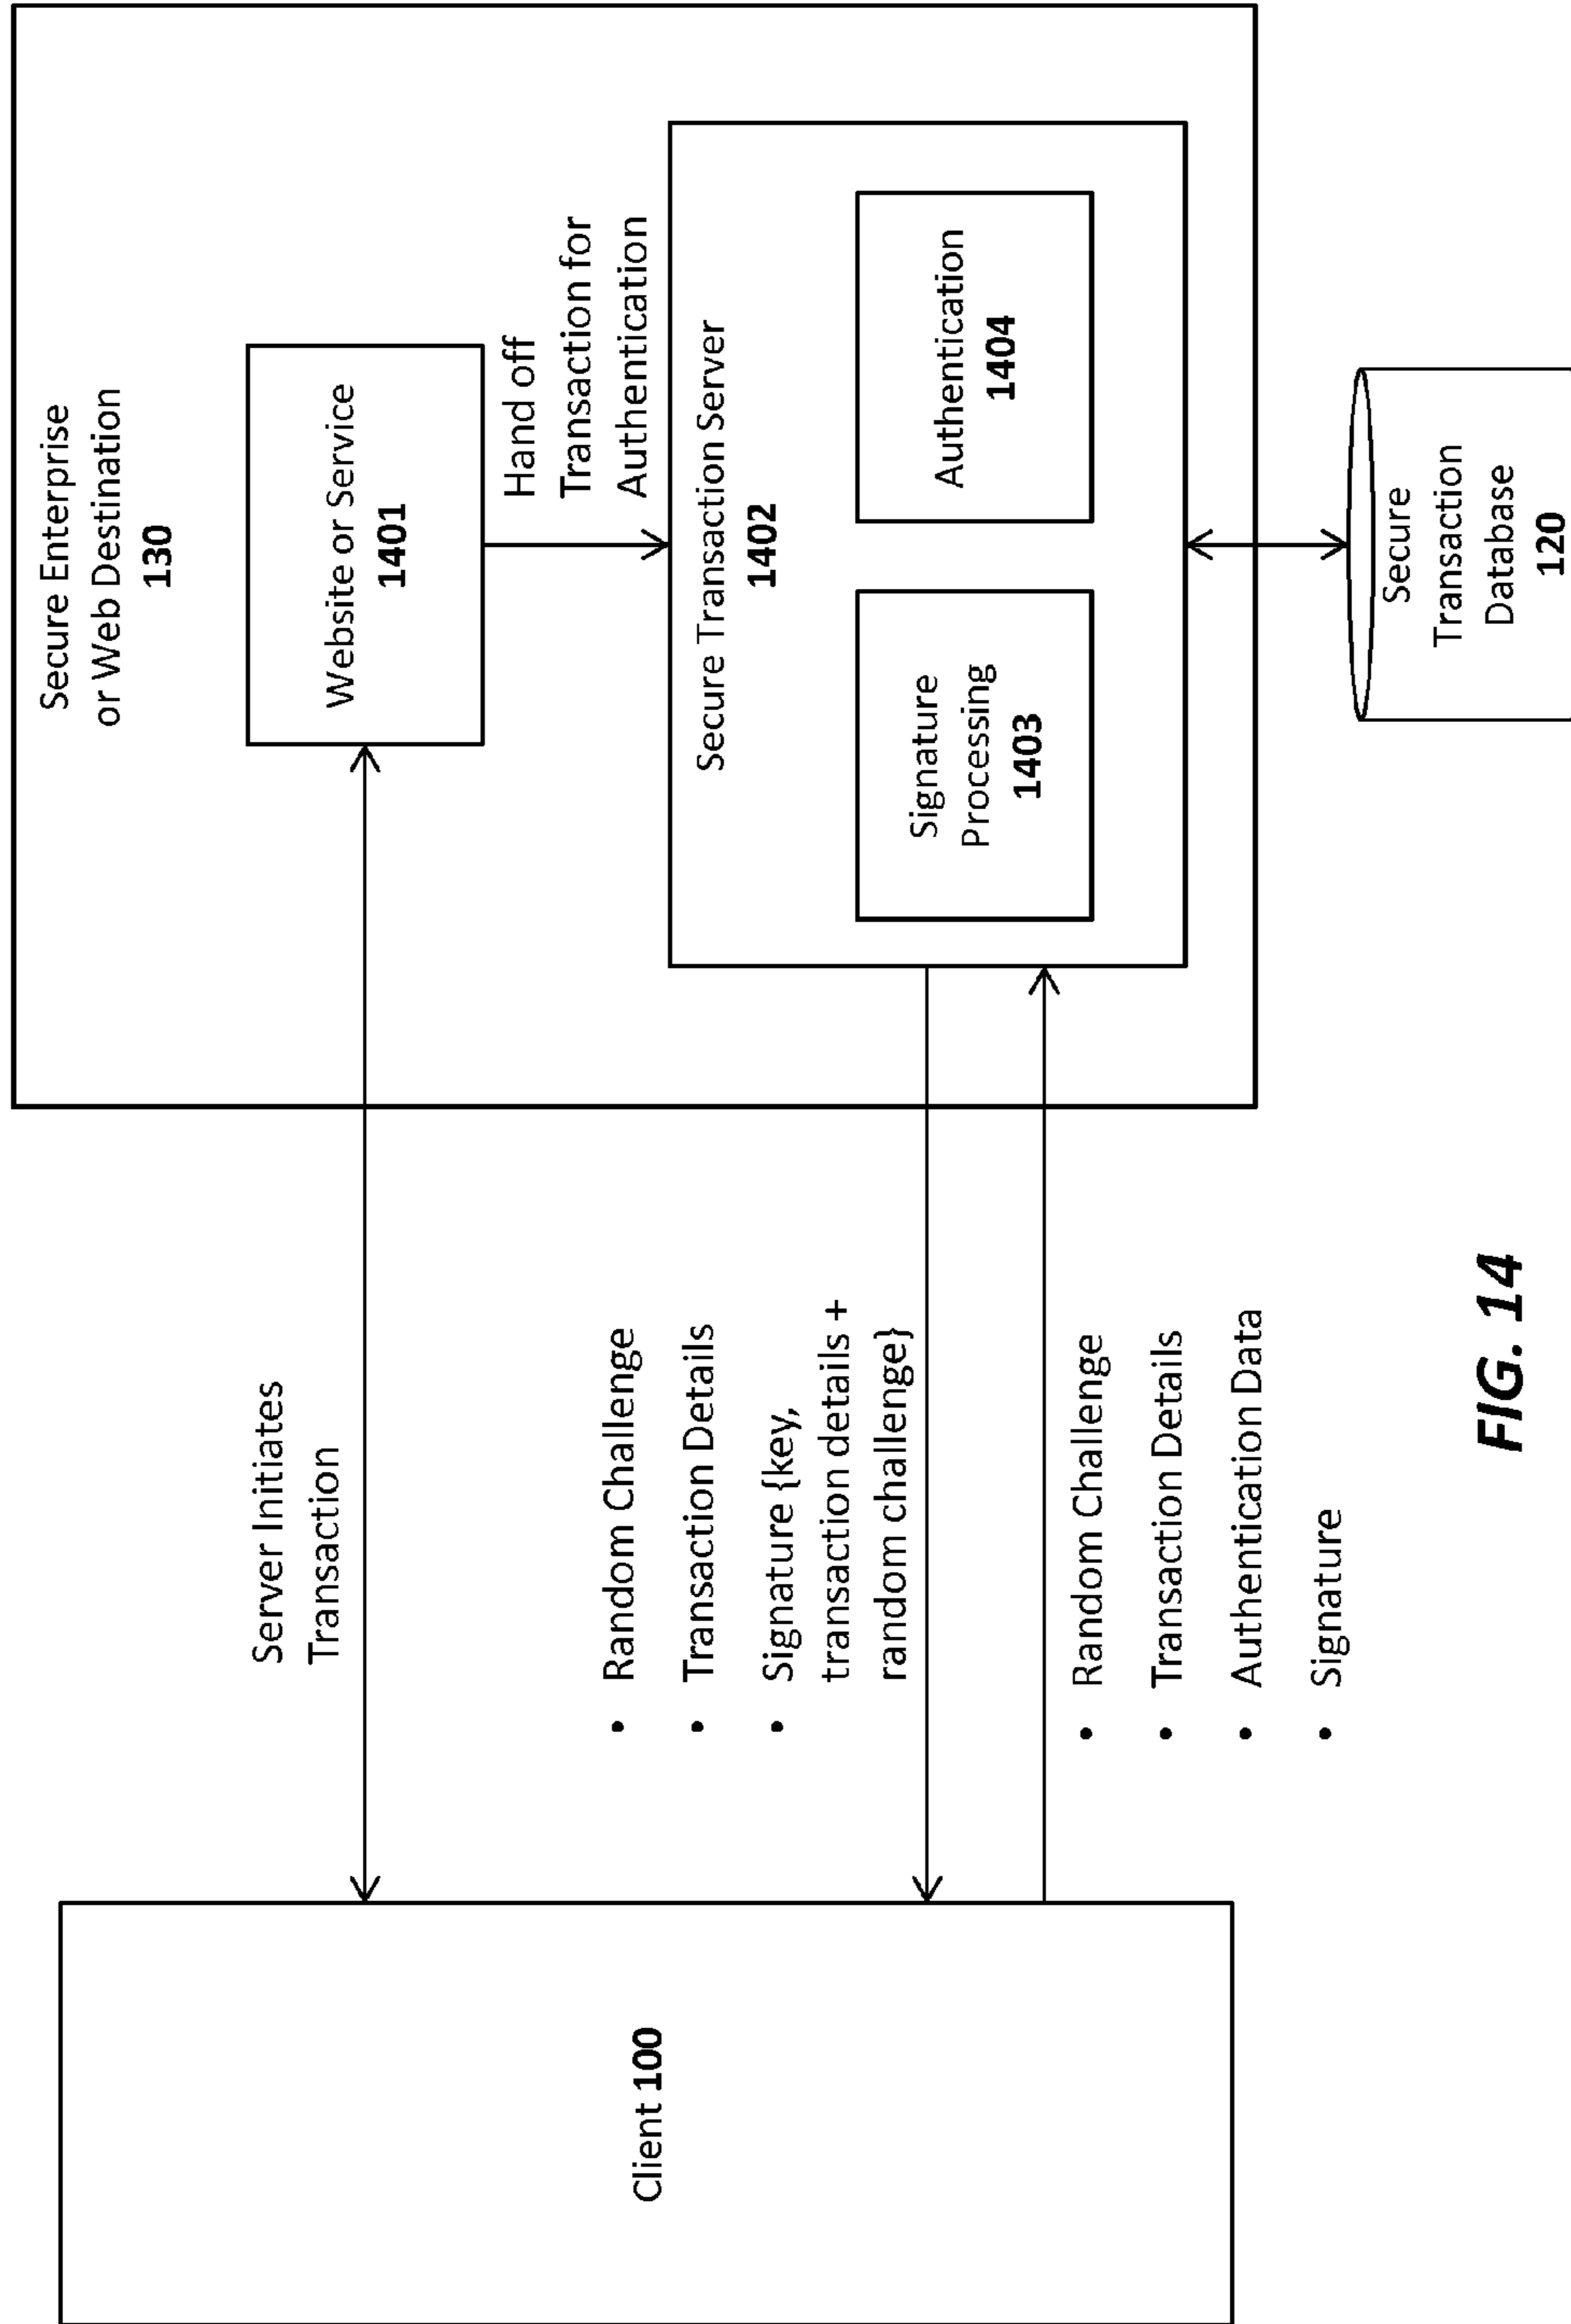 Secure Enterprise
or Web Destination
130
Website or Service
1401
Hand off
Transaction for
Authentication
Secure Transaction Server
1402
Signature
Processing
1403
Authentication
1404
Secure
Transaction
Database
120
Server Initiates
Transaction
• Random Challenge
• Transaction Details
• Signature {key,
transaction details +
random challenge}
• Random Challenge
• Transaction Details
• Authentication Data
• Signature
Client 100
FIG. 14